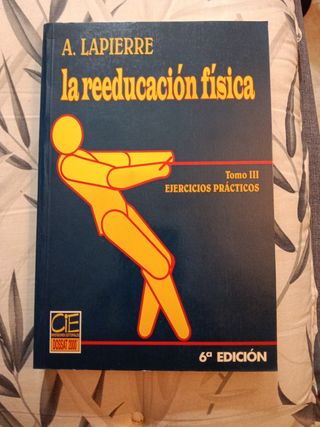 A. LAPIERRE
la reeducación física
Tomo III
EJERCICIOS PRÁCTICOS
CiE
DOSSAT 2000
6ª EDICIÓN